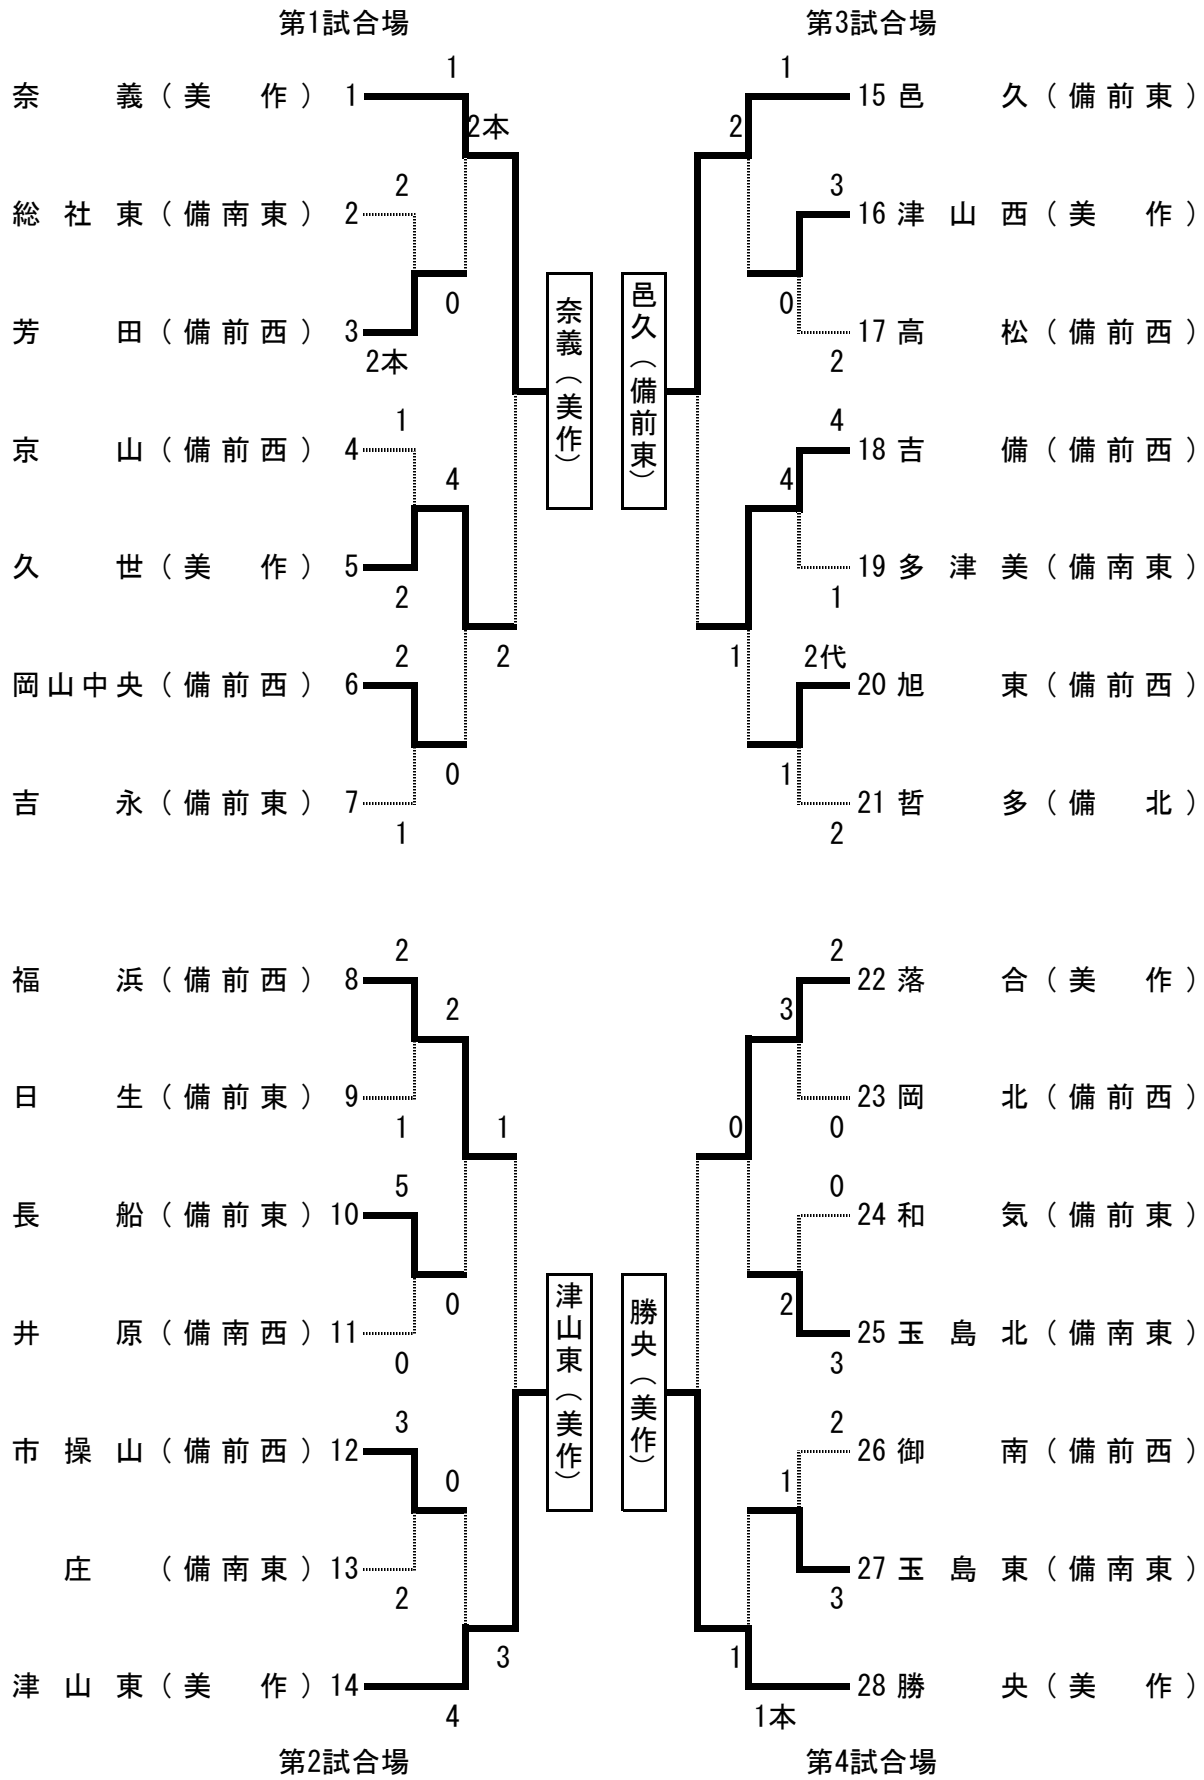 第1試合場
1
奈義（美作） 1
2本
2
総社東（備南東） 2
0
芳田（備前西） 3
2本
1
京山（備前西） 4
4
久世（美作） 5
2
2
2
岡山中央（備前西） 6
0
吉永（備前東） 7
1
奈義（美作）
2
福浜（備前西） 8
2
日生（備前東） 9
1
1
5
長船（備前東） 10
0
井原（備南西） 11
0
3
市操山（備前西） 12
0
庄（備南東） 13
2
3
津山東（美作） 14
4
津山東（美作）
第2試合場
第3試合場
1
15 邑久（備前東）
2
3
16 津山西（美作）
0
17 高松（備前西）
2
4
18 吉備（備前西）
4
19 多津美（備南東）
1
1
2代
20 旭東（備前西）
1
21 哲多（備北）
2
邑久（備前東）
2
22 落合（美作）
3
23 岡北（備前西）
0
0
0
24 和気（備前東）
2
25 玉島北（備南東）
3
2
26 御南（備前西）
1
27 玉島東（備南東）
3
1
28 勝央（美作）
1本
勝央（美作）
第4試合場